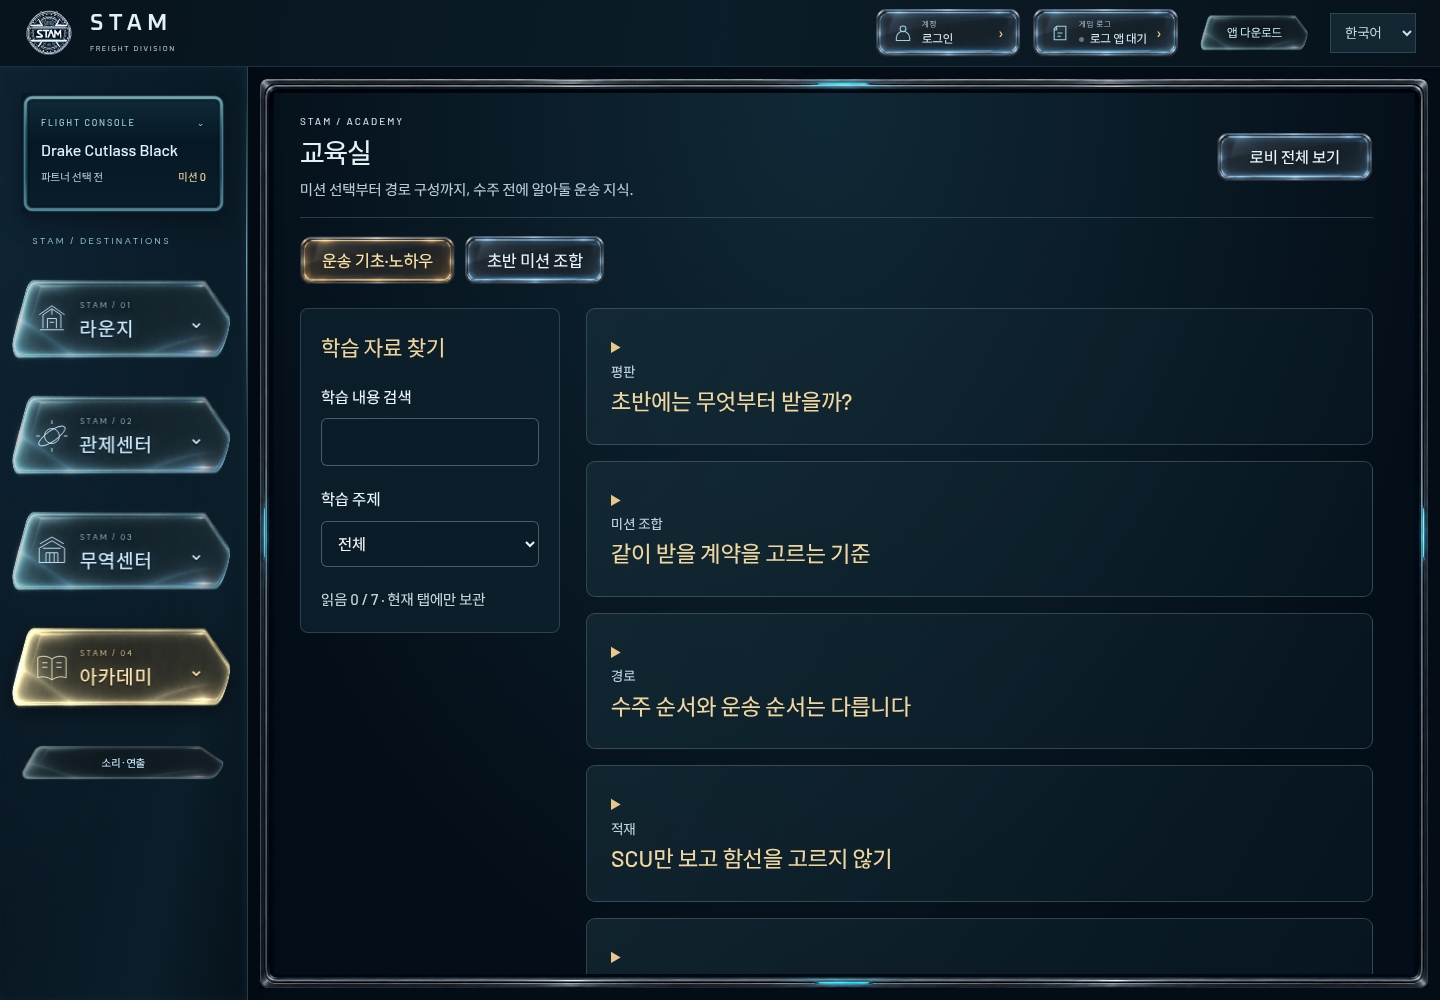 STAM
STAM
FREIGHT DIVISION
계정
로그인
게임 로그
로그 앱 대기
앱 다운로드
한국어
FLIGHT CONSOLE
Drake Cutlass Black
파트너 선택 전
미션 0
STAM / DESTINATIONS
STAM / 01
라운지
STAM / 02
관제센터
STAM / 03
무역센터
STAM / 04
아카데미
소리·연출
STAM / ACADEMY
교육실
미션 선택부터 경로 구성까지, 수주 전에 알아둘 운송 지식.
로비 전체 보기
운송 기초·노하우
초반 미션 조합
학습 자료 찾기
학습 내용 검색
학습 주제
전체
읽음 0 / 7 · 현재 탭에만 보관
평판
초반에는 무엇부터 받을까?
미션 조합
같이 받을 계약을 고르는 기준
경로
수주 순서와 운송 순서는 다릅니다
적재
SCU만 보고 함선을 고르지 않기